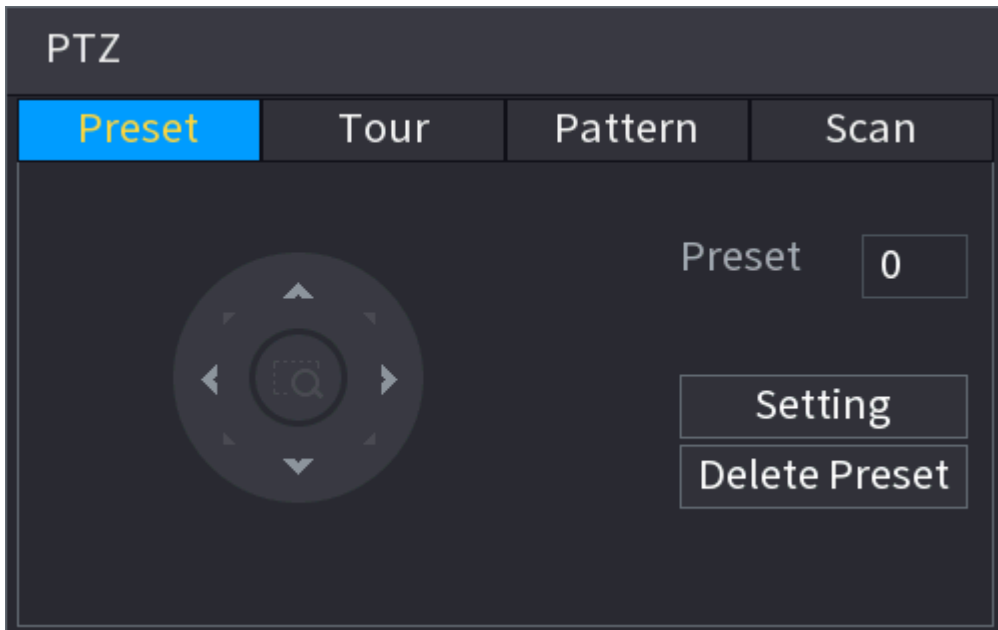 PTZ
Preset Tour Pattern Scan
Preset 0
Setting
Delete Preset